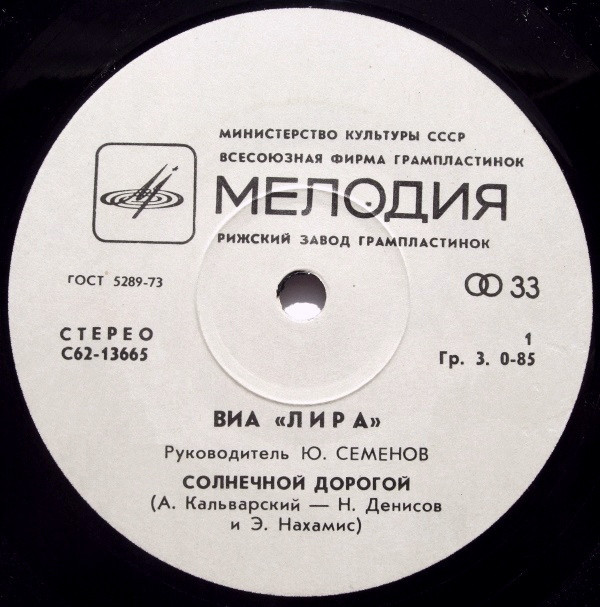 МИНИСТЕРСТВО КУЛЬТУРЫ СССР
ВСЕСОЮЗНАЯ ФИРМА ГРАМПЛАСТИНОК
МЕЛОДИЯ
РИЖСКИЙ ЗАВОД ГРАМПЛАСТИНОК
ГОСТ 5289-73
33
СТЕРЕО
С62-13665
1
Гр. 3. 0-85
ВИА «ЛИРА»
Руководитель Ю. СЕМЕНОВ
СОЛНЕЧНОЙ ДОРОГОЙ
(А. Кальварский — Н. Денисов
и Э. Нахамис)